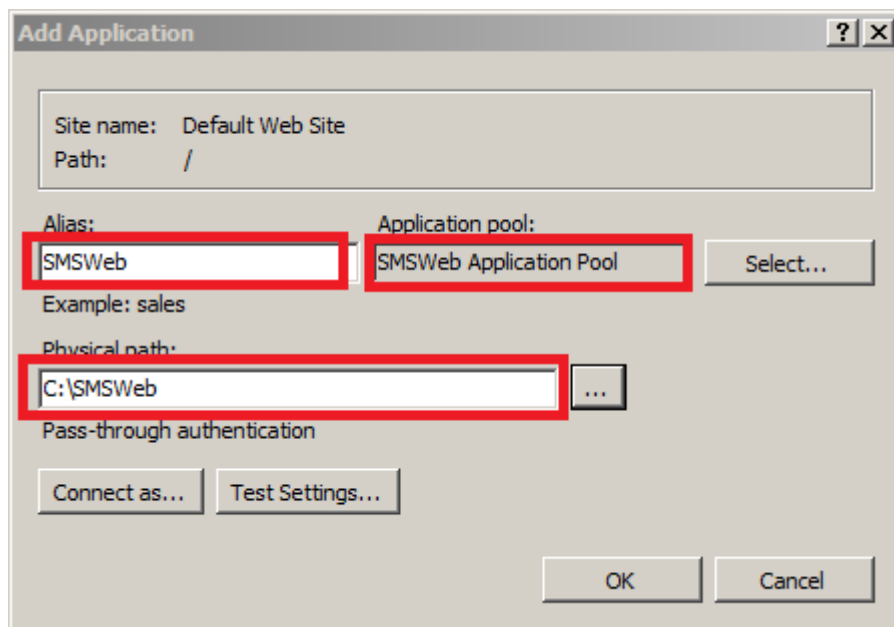 Add Application
Site name: Default Web Site
Path: /
Alias: Application pool:
SMSWeb SMSWeb Application Pool Select...
Example: sales
Physical path:
C:\SMSWeb ...
Pass-through authentication
Connect as... Test Settings...
OK Cancel